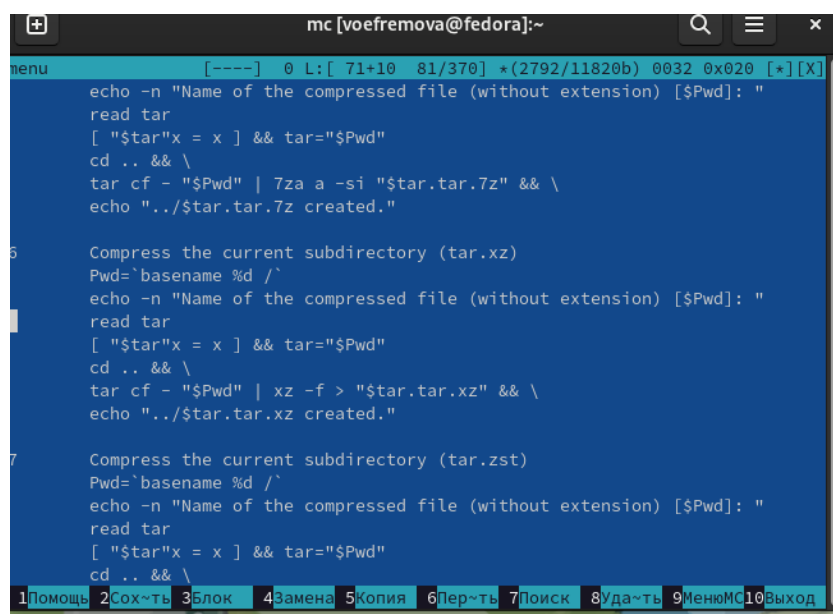 mc [voefremova@fedora]:~
menu [----] 0 L:[ 71+10 81/370] *(2792/11820b) 0032 0x020 [*][X]
echo -n "Name of the compressed file (without extension) [$Pwd]: "
read tar
[ "$tar"x = x ] && tar="$Pwd"
cd .. && \
tar cf - "$Pwd" | 7za a -si "$tar.tar.7z" && \
echo "../$tar.tar.7z created."
6 Compress the current subdirectory (tar.xz)
Pwd=`basename %d /`
echo -n "Name of the compressed file (without extension) [$Pwd]: "
read tar
[ "$tar"x = x ] && tar="$Pwd"
cd .. && \
tar cf - "$Pwd" | xz -f > "$tar.tar.xz" && \
echo "../$tar.tar.xz created."
7 Compress the current subdirectory (tar.zst)
Pwd=`basename %d /`
echo -n "Name of the compressed file (without extension) [$Pwd]: "
read tar
[ "$tar"x = x ] && tar="$Pwd"
cd .. && \
1Помощь 2Сох~ть 3Блок 4Замена 5Копия 6Пер~ть 7Поиск 8Уда~ть 9МенюМС 10Выход